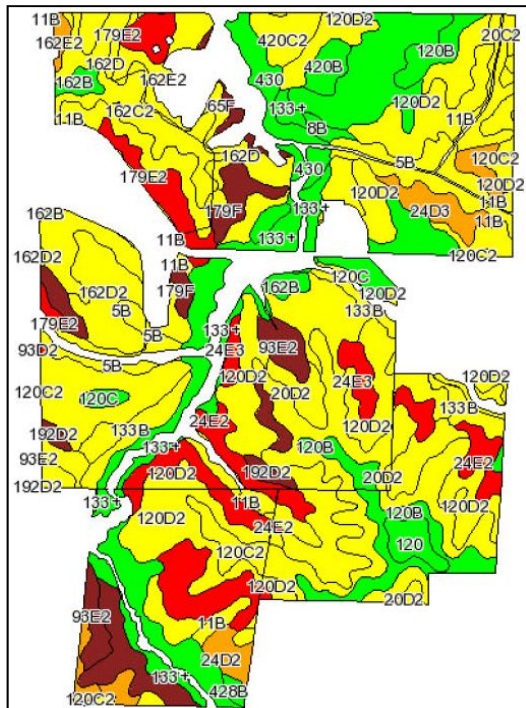 11B
120D2
20C2
162E2
179E2
420C2
120B
162D
420B
162B
162E2
430
120D2
162C2
65F
133+
11B
8B
11B
120C2
162D
5B
179E2
430
120D2
120D2
11B
162B
179F
133+
24D3
11B
133+
11B
120C2
162D2
11B
120C
162D2
179F
162B
120D2
5B
133B
179E2
133+
93D2
5B
24E3
93E2
120D2
120C2
120D2
24E3
133B
120C
20D2
192D2
133B
24E2
120D2
93E2
133+
120B
24E2
120D2
192D2
20D2
192D2
133+
11B
120B
120D2
120D2
24E2
120C2
120
120D2
93E2
20D2
11B
24D2
133+
120C2
428B